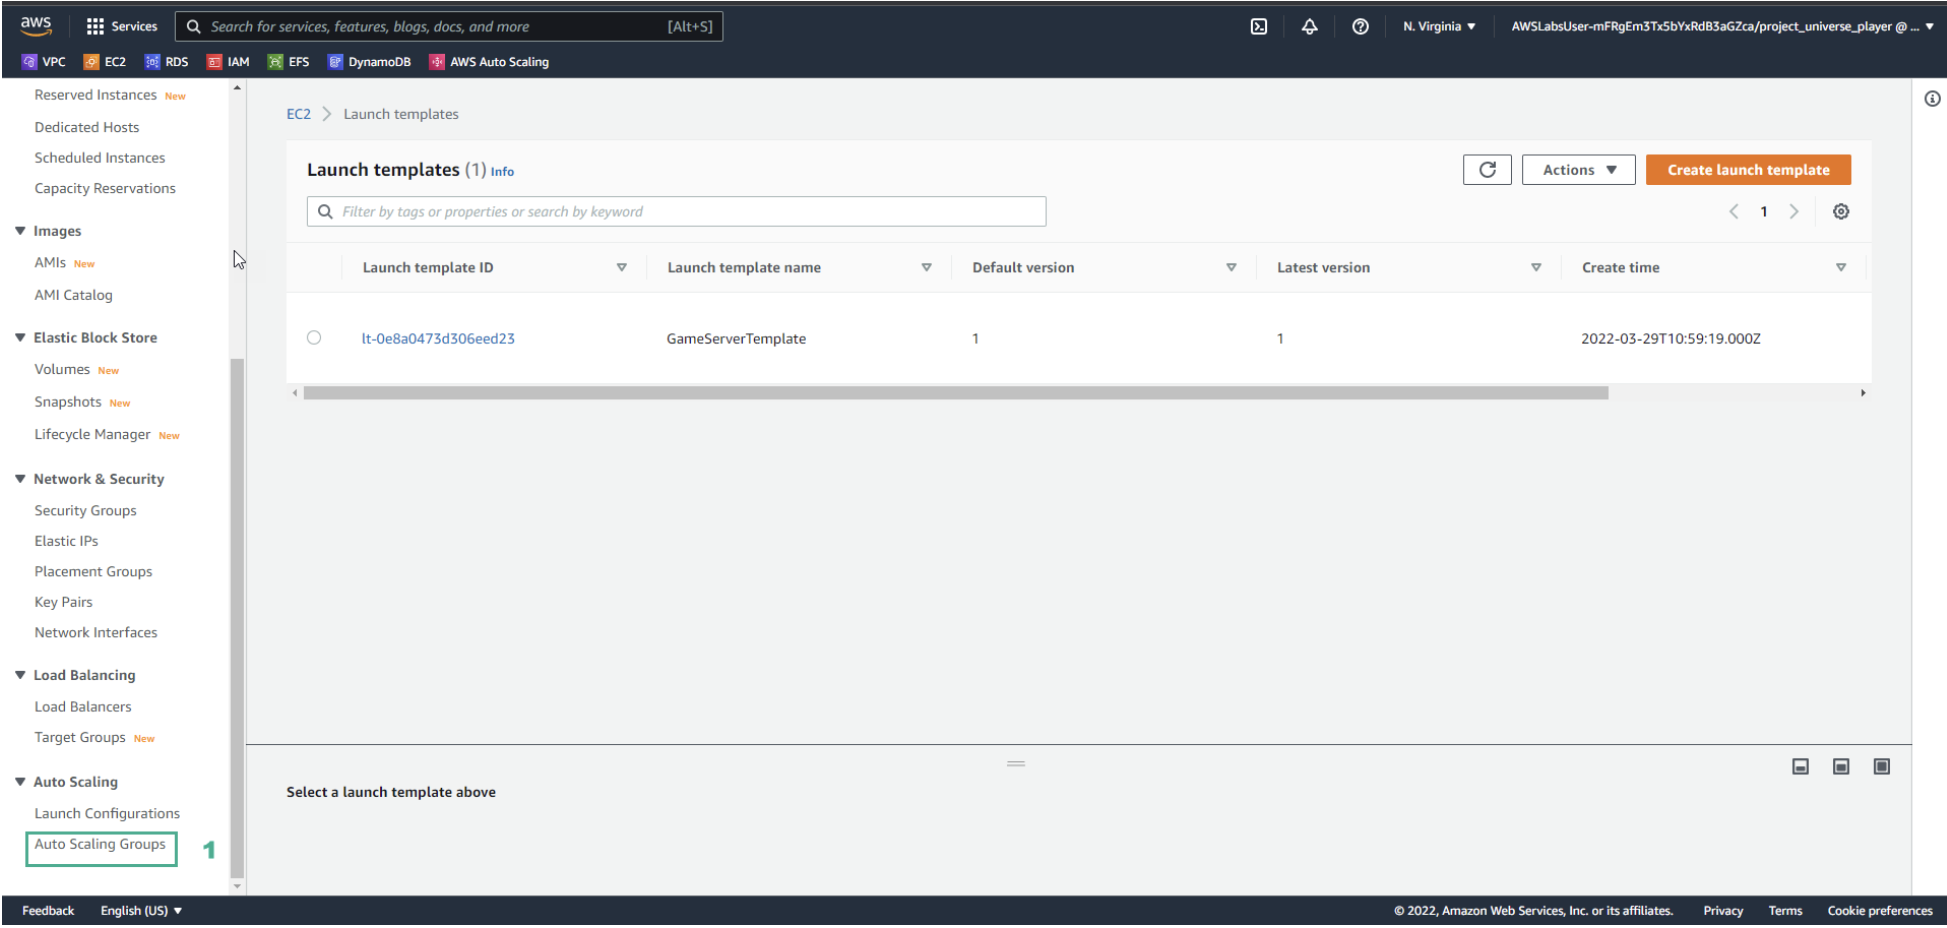 aws
Services
Search for services, features, blogs, docs, and more
[Alt+S]
N. Virginia ▼
AWSLabsUser-mFRgEm3Tx5bYxRdB3aGZca/project_universe_player @ ... ▼
VPC
EC2
RDS
IAM
EFS
DynamoDB
AWS Auto Scaling
Reserved Instances New
Dedicated Hosts
Scheduled Instances
Capacity Reservations
▼ Images
AMIs New
AMI Catalog
▼ Elastic Block Store
Volumes New
Snapshots New
Lifecycle Manager New
▼ Network & Security
Security Groups
Elastic IPs
Placement Groups
Key Pairs
Network Interfaces
▼ Load Balancing
Load Balancers
Target Groups New
▼ Auto Scaling
Launch Configurations
Auto Scaling Groups
1
EC2 > Launch templates
Launch templates (1) Info
Actions ▼
Create launch template
Filter by tags or properties or search by keyword
< 1 >
Launch template ID
Launch template name
Default version
Latest version
Create time
lt-0e8a0473d306eed23
GameServerTemplate
1
1
2022-03-29T10:59:19.000Z
Select a launch template above
Feedback
English (US) ▼
© 2022, Amazon Web Services, Inc. or its affiliates.
Privacy
Terms
Cookie preferences